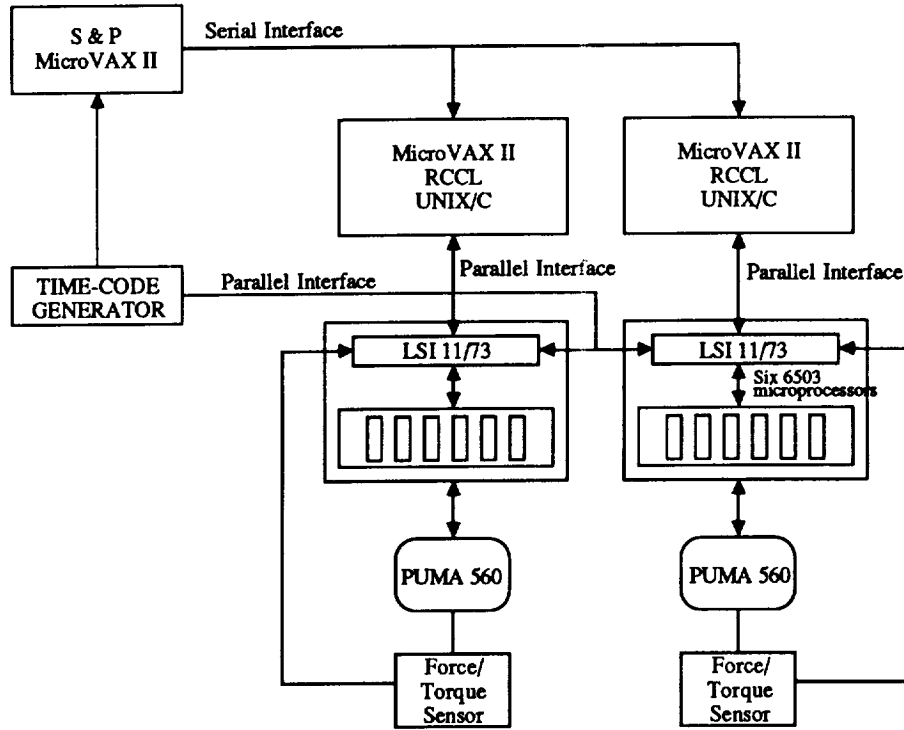 S & P
MicroVAX II
Serial Interface
MicroVAX II
RCCL
UNIX/C
MicroVAX II
RCCL
UNIX/C
TIME-CODE
GENERATOR
Parallel Interface
Parallel Interface
Parallel Interface
LSI 11/73
LSI 11/73
Six 6503
microprocessors
PUMA 560
PUMA 560
Force/
Torque
Sensor
Force/
Torque
Sensor